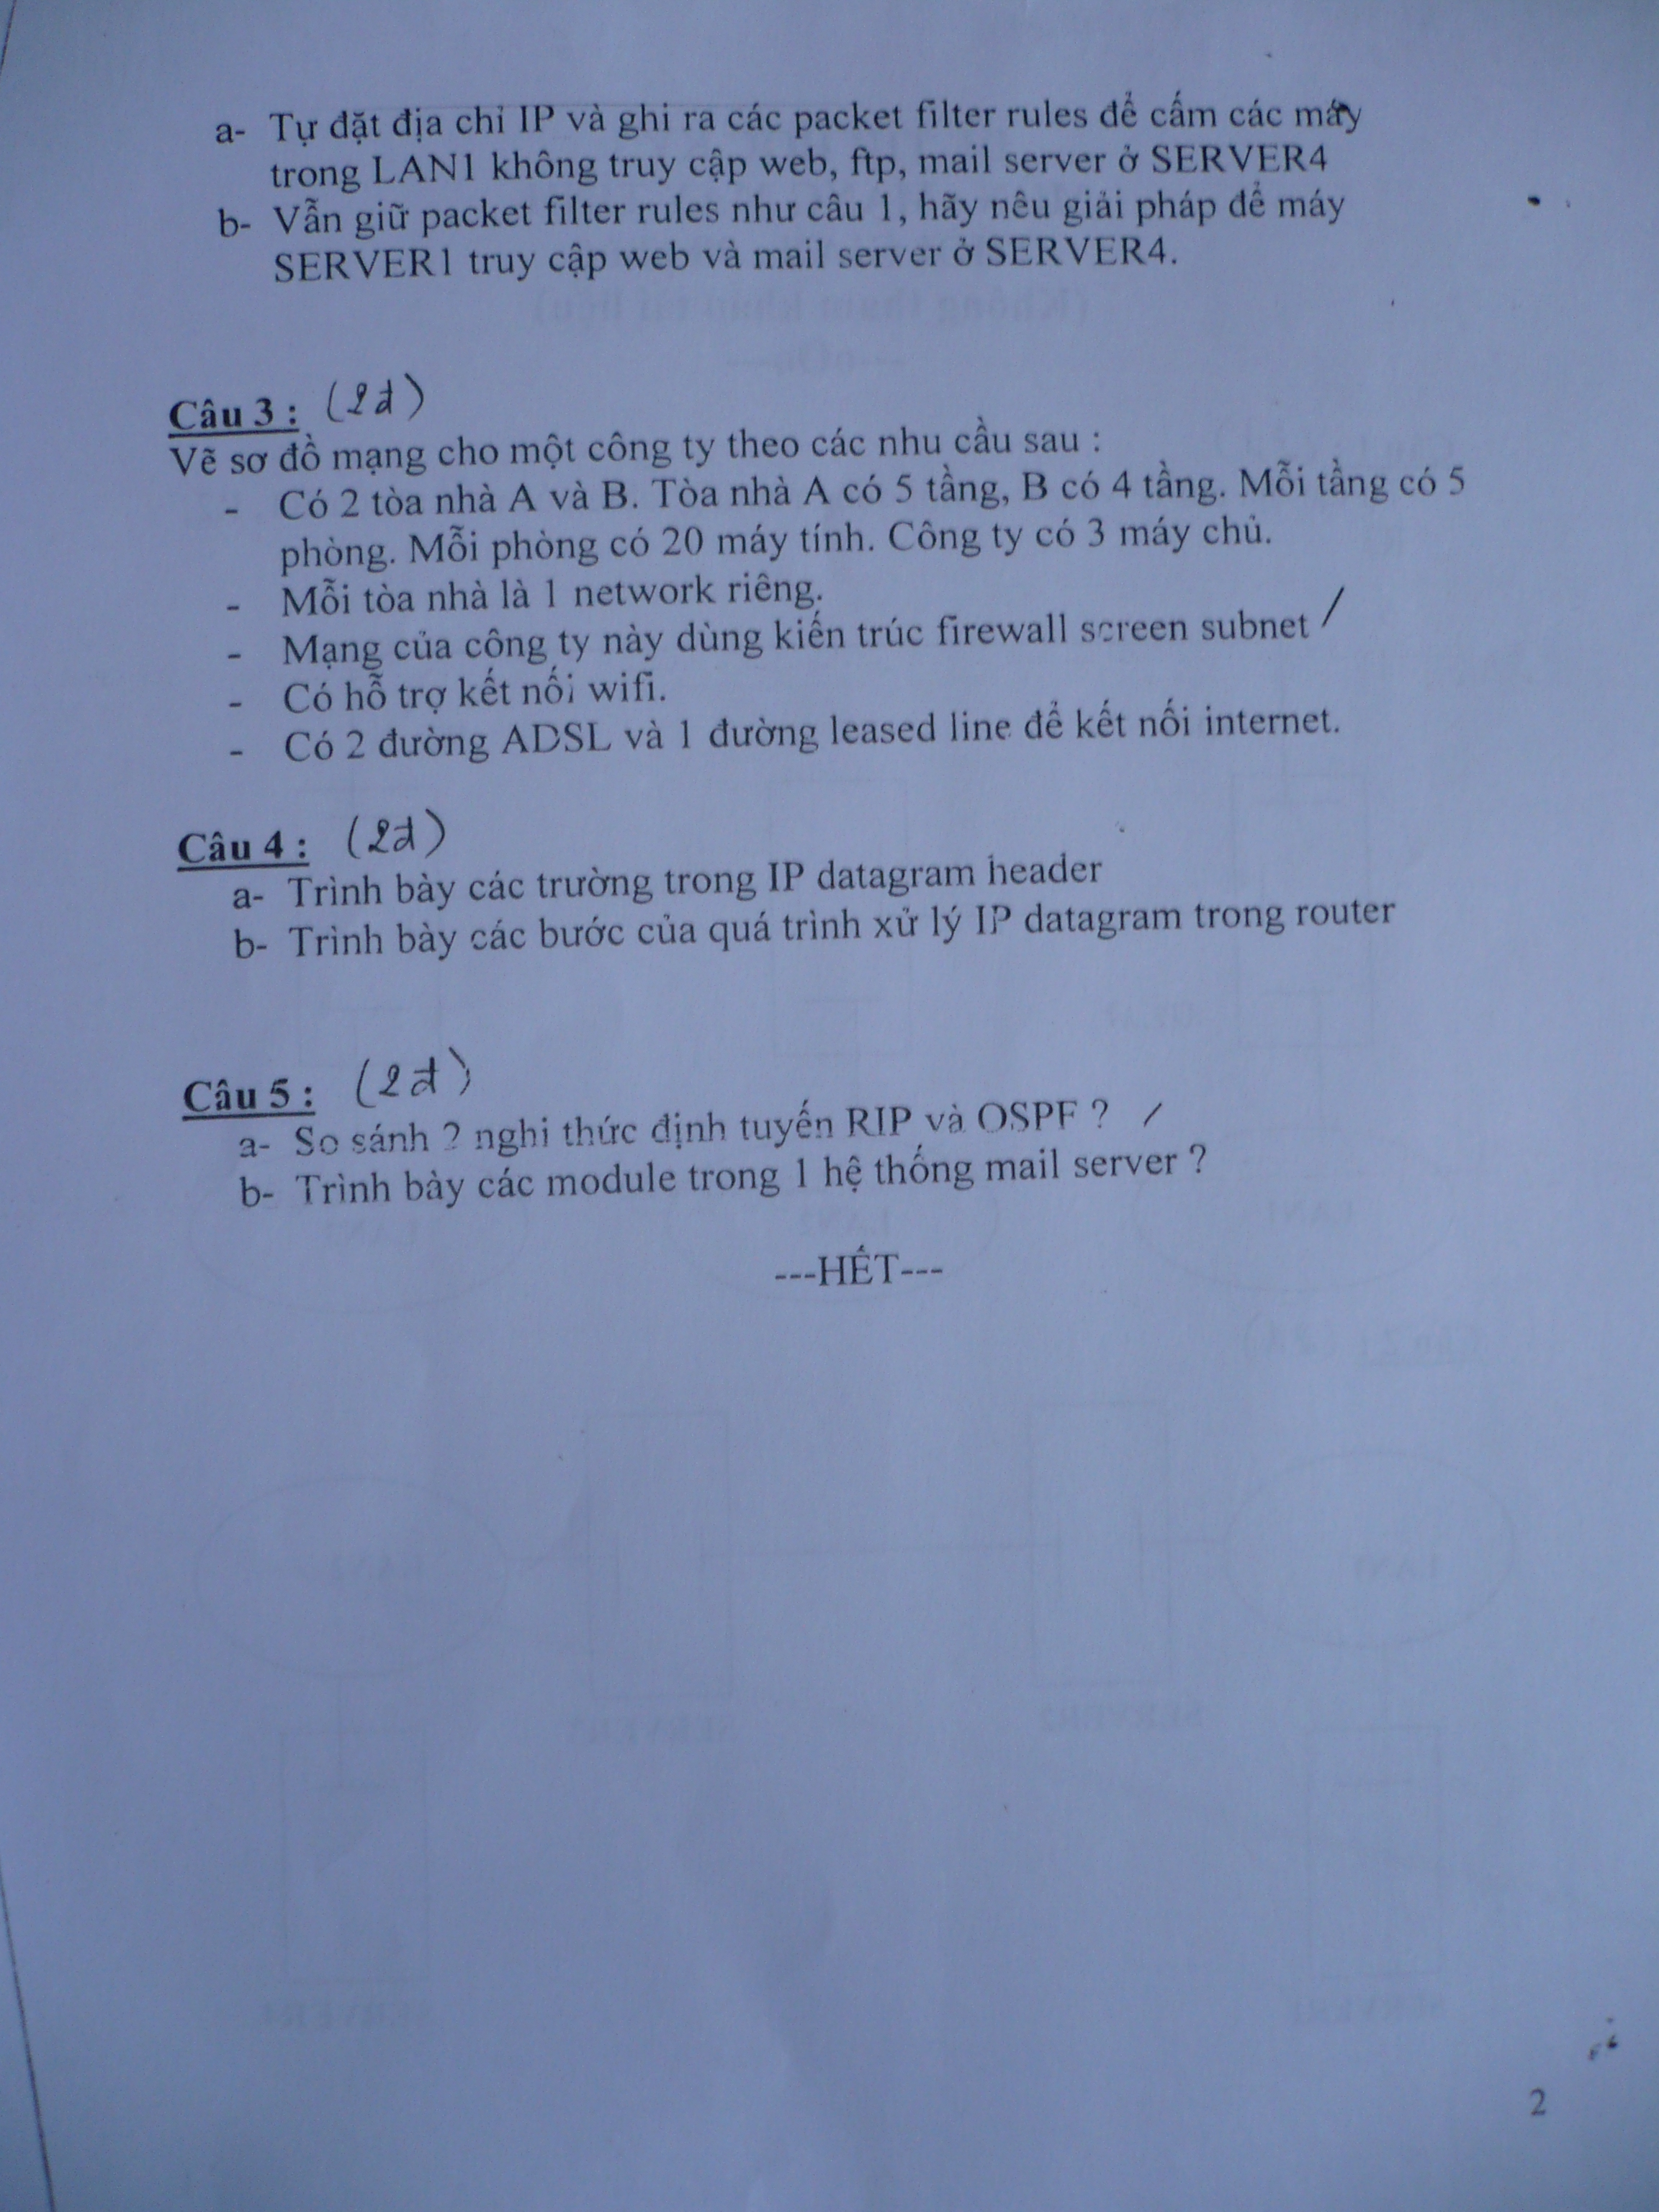 a- Tự đặt địa chỉ IP và ghi ra các packet filter rules để cấm các máy
trong LAN1 không truy cập web, ftp, mail server ở SERVER4
b- Vẫn giữ packet filter rules như câu 1, hãy nêu giải pháp để máy
SERVER1 truy cập web và mail server ở SERVER4.
Câu 3 : (2đ)
Vẽ sơ đồ mạng cho một công ty theo các nhu cầu sau :
- Có 2 tòa nhà A và B. Tòa nhà A có 5 tầng, B có 4 tầng. Mỗi tầng có 5
phòng. Mỗi phòng có 20 máy tính. Công ty có 3 máy chủ.
- Mỗi tòa nhà là 1 network riêng.
- Mạng của công ty này dùng kiến trúc firewall screen subnet /
- Có hỗ trợ kết nối wifi.
- Có 2 đường ADSL và 1 đường leased line để kết nối internet.
Câu 4 : (2đ)
a- Trình bày các trường trong IP datagram header
b- Trình bày các bước của quá trình xử lý IP datagram trong router
Câu 5 : (2đ)
a- So sánh 2 nghi thức định tuyến RIP và OSPF ? /
b- Trình bày các module trong 1 hệ thống mail server ?
---HẾT---
2